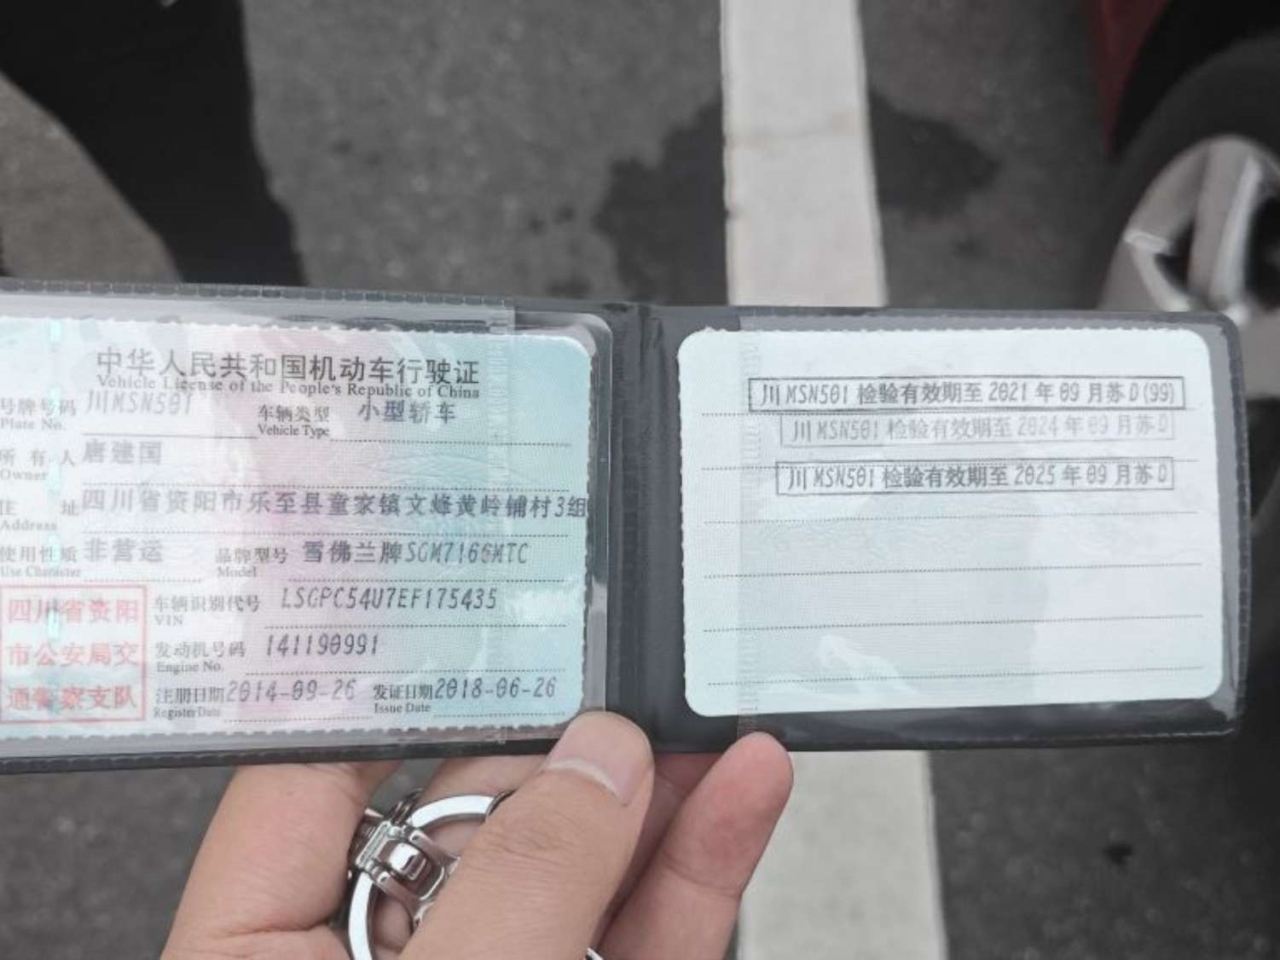 中华人民共和国机动车行驶证
Vehicle License of the People's Republic of China
号牌号码 川MSN501 车辆类型 小型轿车
Plate No. Vehicle Type
所有人 唐建国
Owner
住址 四川省资阳市乐至县童家镇文蜂黄岭铺村3组
Address
使用性质 非营运 品牌型号 雪佛兰牌SGM7166MTC
Use Character Model
四川省资阳 车辆识别代号 LSGPC54U7EF175435
VIN
市公安局交 发动机号码 141190991
Engine No.
通警察支队 注册日期 2014-09-26 发证日期 2018-06-26
Register Date Issue Date
川MSN501 检验有效期至 2021 年 09 月苏 D(99)
川MSN501 检验有效期至 2024 年 09 月苏 D
川MSN501 检验有效期至 2025 年 09 月苏 D